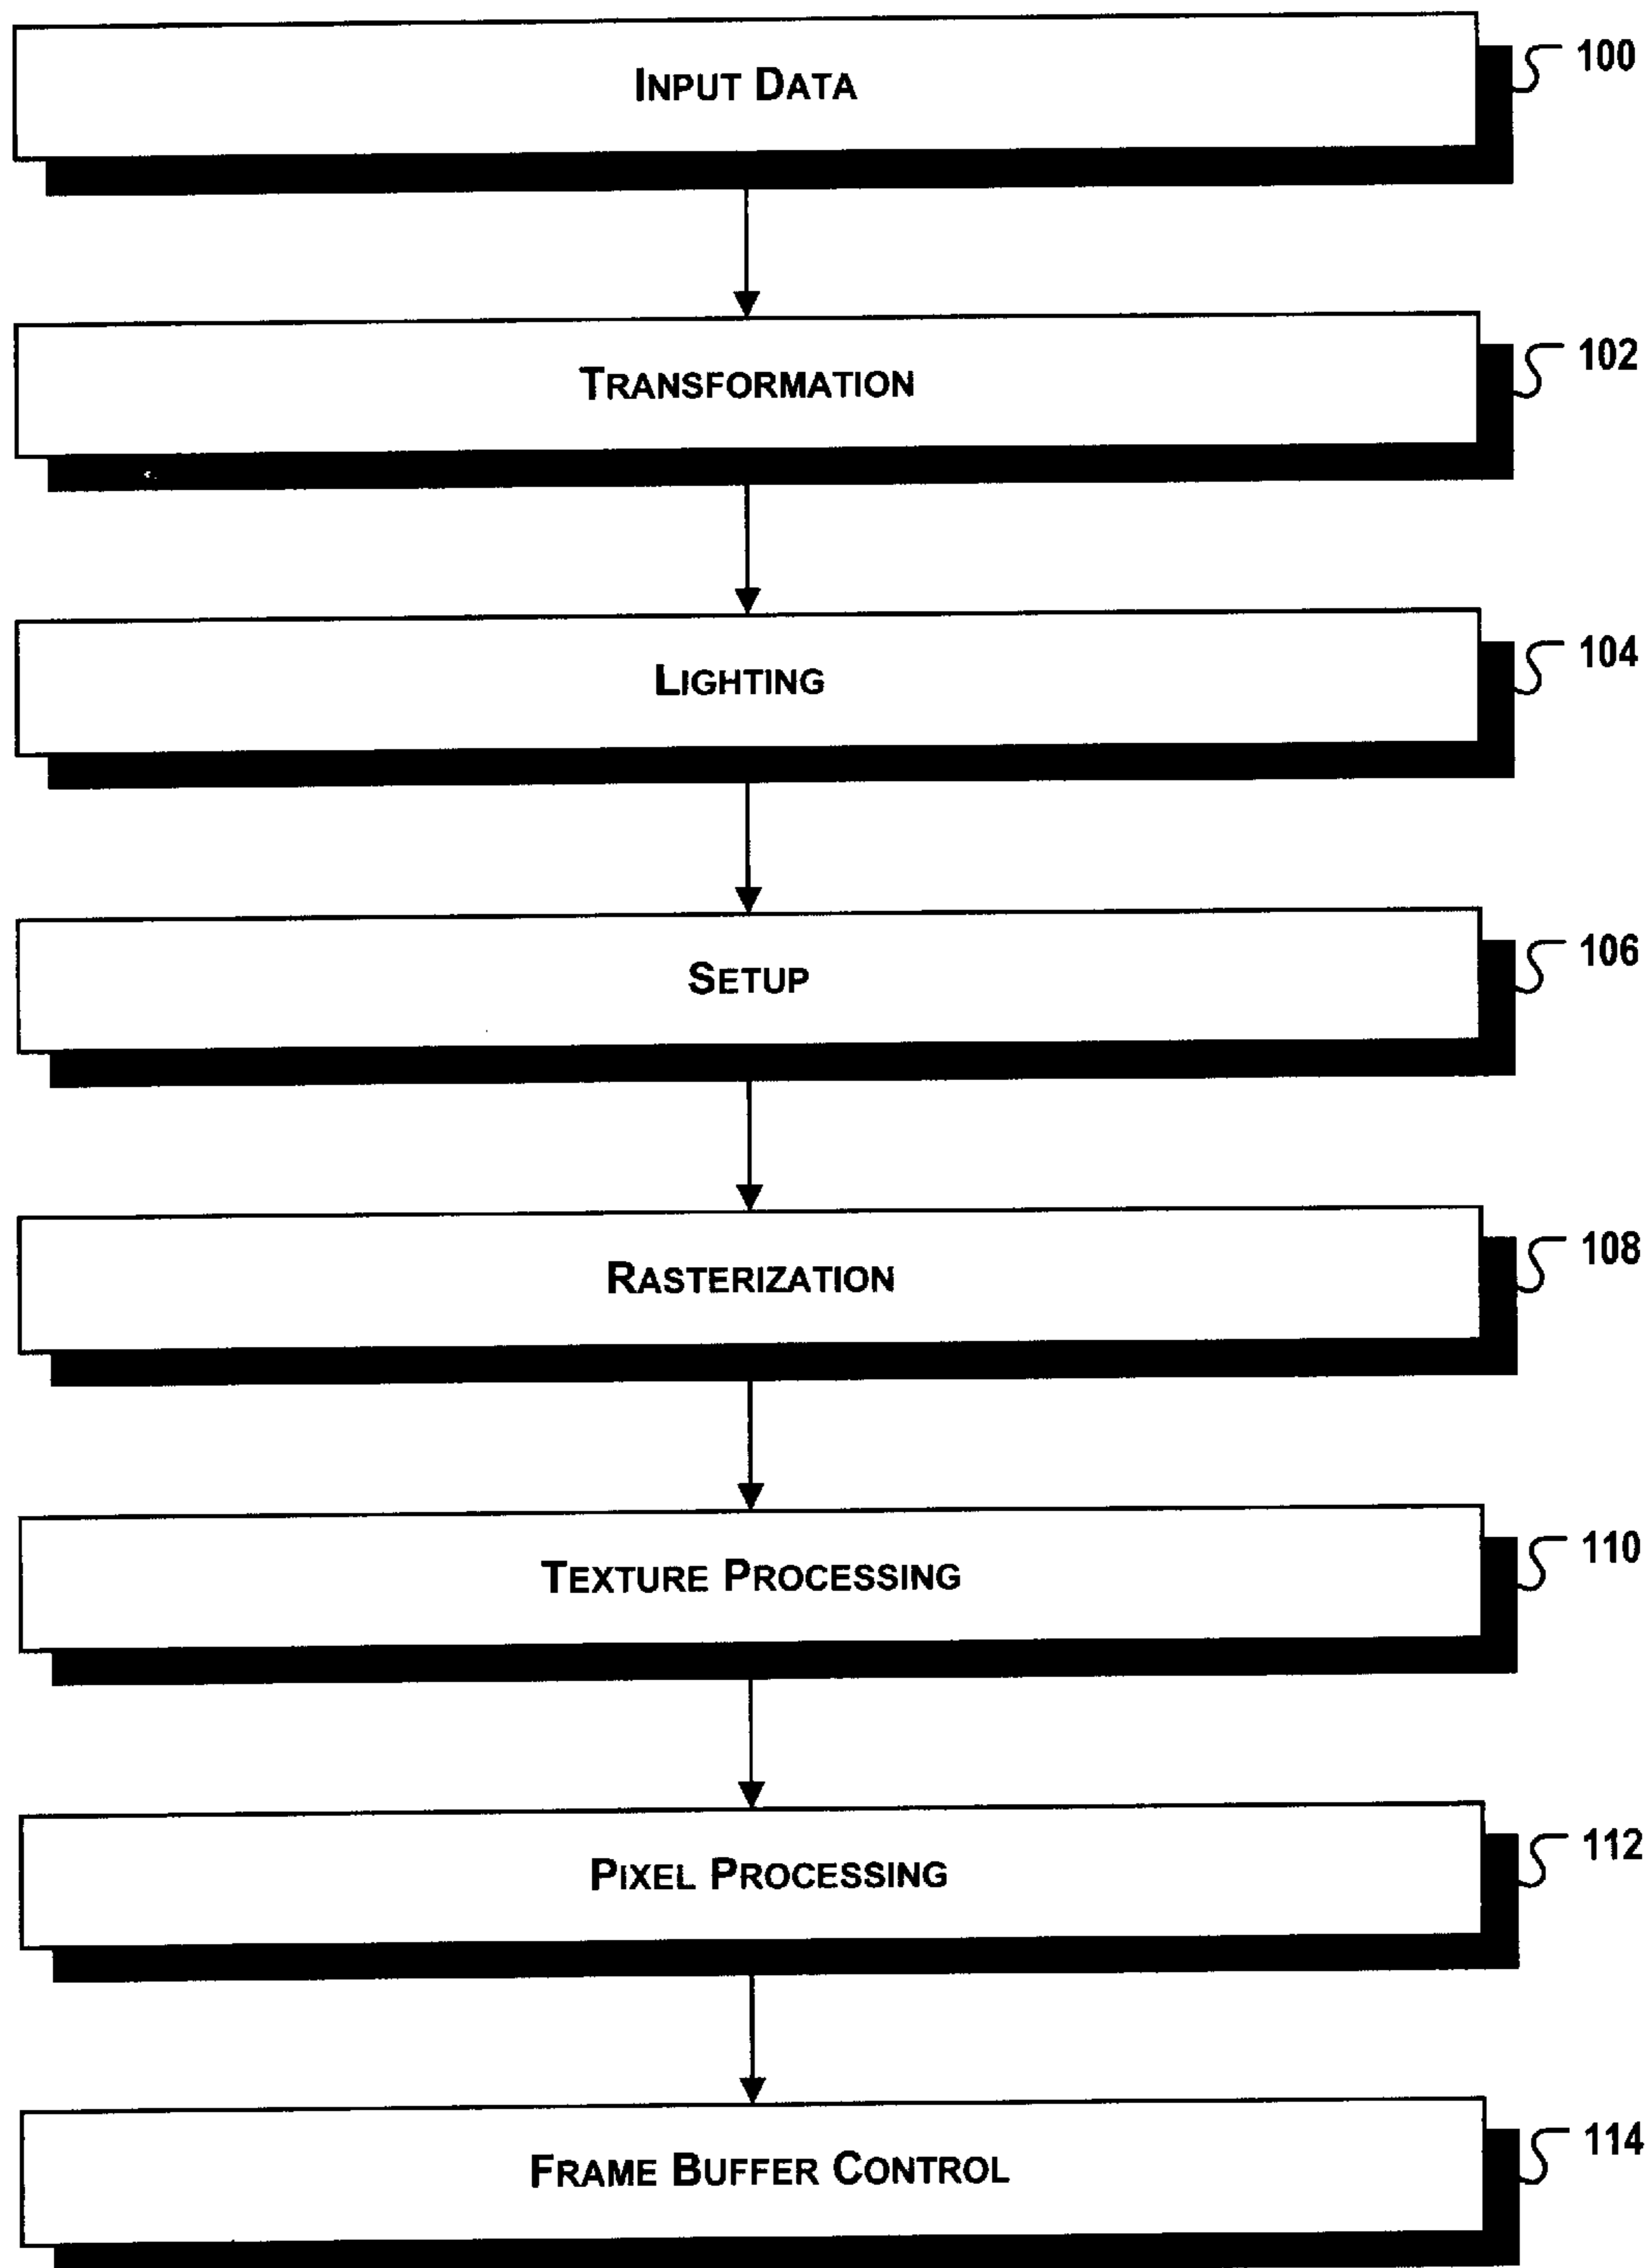 INPUT DATA
100
TRANSFORMATION
102
LIGHTING
104
SETUP
106
RASTERIZATION
108
TEXTURE PROCESSING
110
PIXEL PROCESSING
112
FRAME BUFFER CONTROL
114